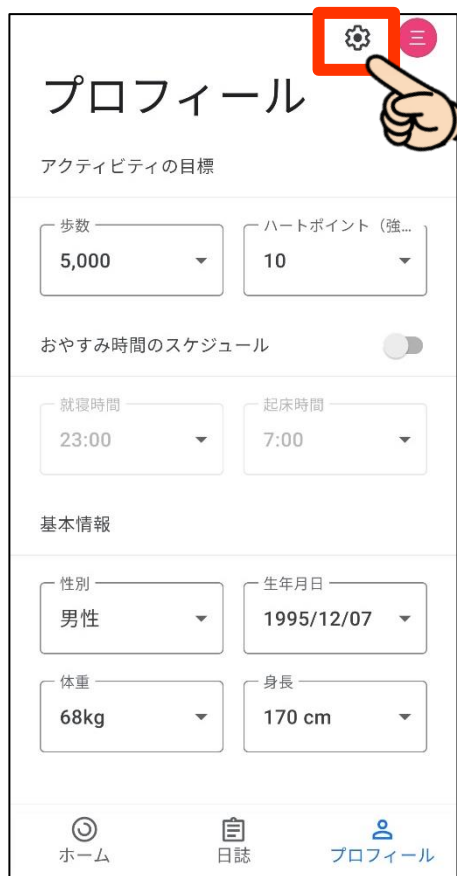 三
プロフィール
アクティビティの目標
歩数 ハートポイント（強...
5,000 10
おやすみ時間のスケジュール
就寝時間 起床時間
23:00 7:00
基本情報
性別 生年月日
男性 1995/12/07
体重 身長
68kg 170 cm
ホーム 日誌 プロフィール